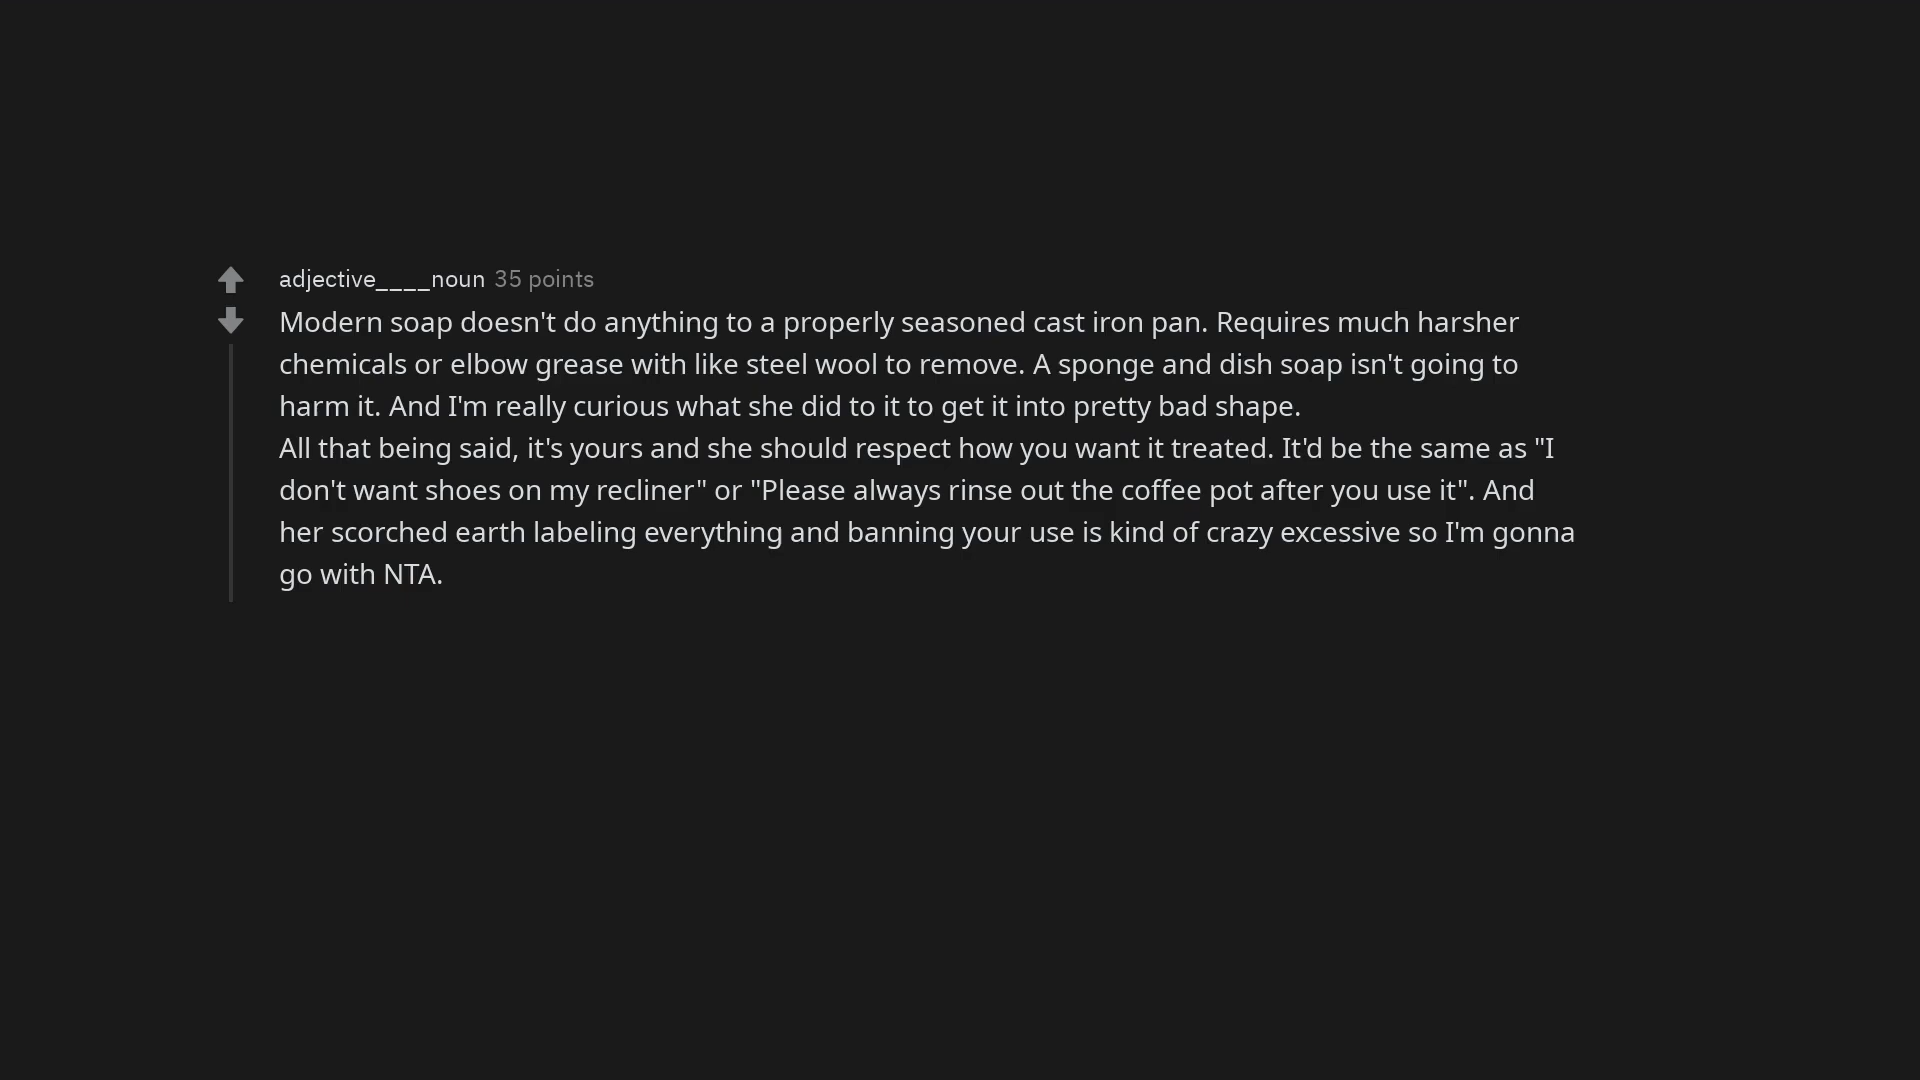 adjective____noun 35 points
Modern soap doesn't do anything to a properly seasoned cast iron pan. Requires much harsher
chemicals or elbow grease with like steel wool to remove. A sponge and dish soap isn't going to
harm it. And I'm really curious what she did to it to get it into pretty bad shape.
All that being said, it's yours and she should respect how you want it treated. It'd be the same as "I
don't want shoes on my recliner" or "Please always rinse out the coffee pot after you use it". And
her scorched earth labeling everything and banning your use is kind of crazy excessive so I'm gonna
go with NTA.